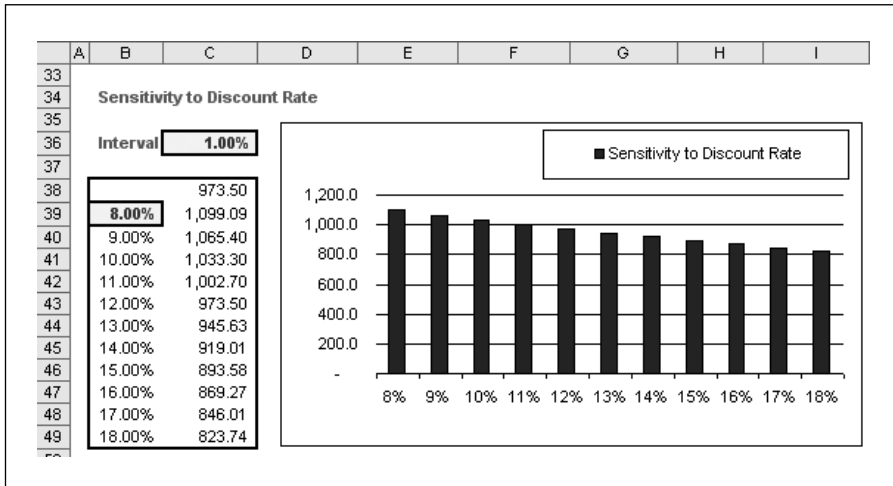 A B C D E F G H I
33
34 Sensitivity to Discount Rate
35
36 Interval 1.00%
37
38 973.50
39 8.00% 1,099.09
40 9.00% 1,065.40
41 10.00% 1,033.30
42 11.00% 1,002.70
43 12.00% 973.50
44 13.00% 945.63
45 14.00% 919.01
46 15.00% 893.58
47 16.00% 869.27
48 17.00% 846.01
49 18.00% 823.74
Sensitivity to Discount Rate
1,200.0
1,000.0
800.0
600.0
400.0
200.0
-
8% 9% 10% 11% 12% 13% 14% 15% 16% 17% 18%